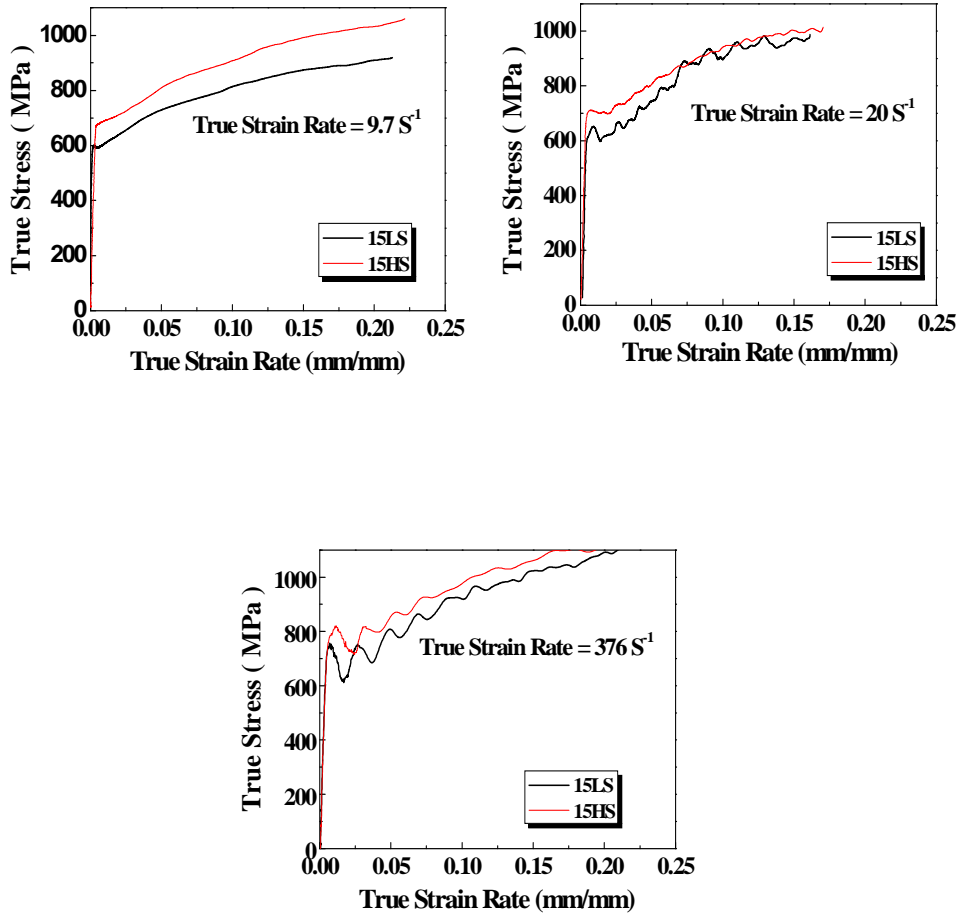 True Stress ( MPa)
1000
800
600
400
200
0
True Strain Rate = 9.7 S-1
15LS
15HS
0.00 0.05 0.10 0.15 0.20 0.25
True Strain Rate (mm/mm)
True Stress ( MPa)
1000
800
600
400
200
0
True Strain Rate = 20 S-1
15LS
15HS
0.00 0.05 0.10 0.15 0.20 0.25
True Strain Rate (mm/mm)
True Stress ( MPa)
1000
800
600
400
200
0
True Strain Rate = 376 S-1
15LS
15HS
0.00 0.05 0.10 0.15 0.20 0.25
True Strain Rate (mm/mm)